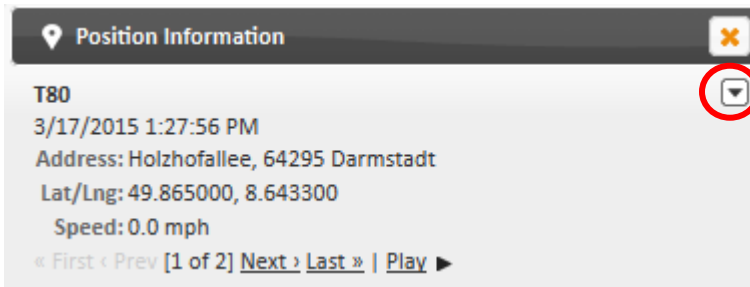 Position Information
T80
3/17/2015 1:27:56 PM
Address: Holzhofallee, 64295 Darmstadt
Lat/Lng: 49.865000, 8.643300
Speed: 0.0 mph
« First ‹ Prev [1 of 2] Next › Last » | Play ►